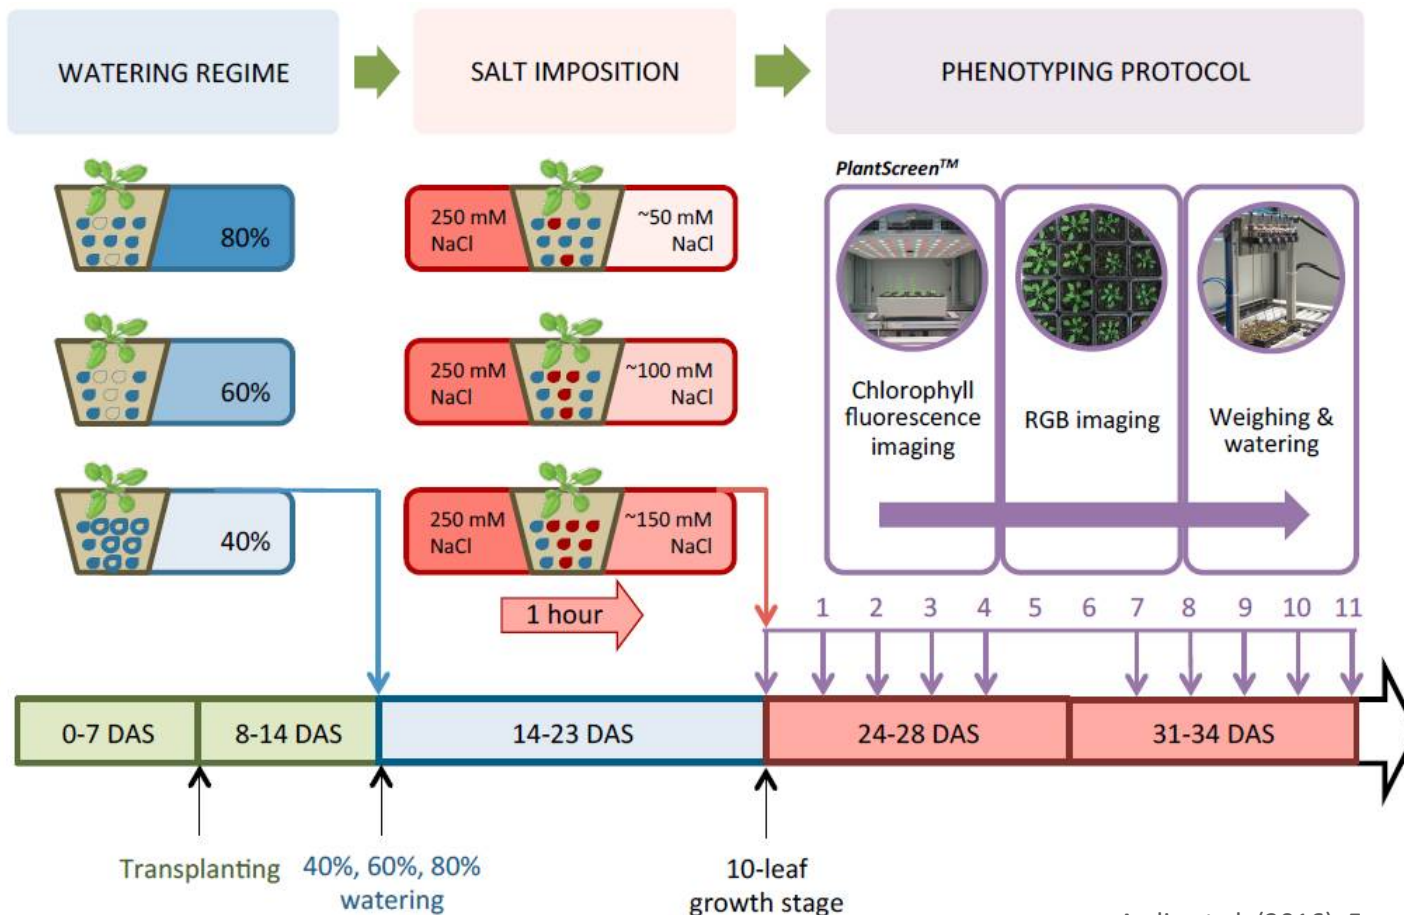 WATERING REGIME
SALT IMPOSITION
PHENOTYPING PROTOCOL
PlantScreen™
80%
250 mM
NaCl
~50 mM
NaCl
60%
250 mM
NaCl
~100 mM
NaCl
40%
250 mM
NaCl
~150 mM
NaCl
1 hour
Chlorophyll
fluorescence
imaging
RGB imaging
Weighing &
watering
1 2 3 4 5 6 7 8 9 10 11
0-7 DAS
8-14 DAS
14-23 DAS
24-28 DAS
31-34 DAS
Transplanting
40%, 60%, 80%
watering
10-leaf
growth stage